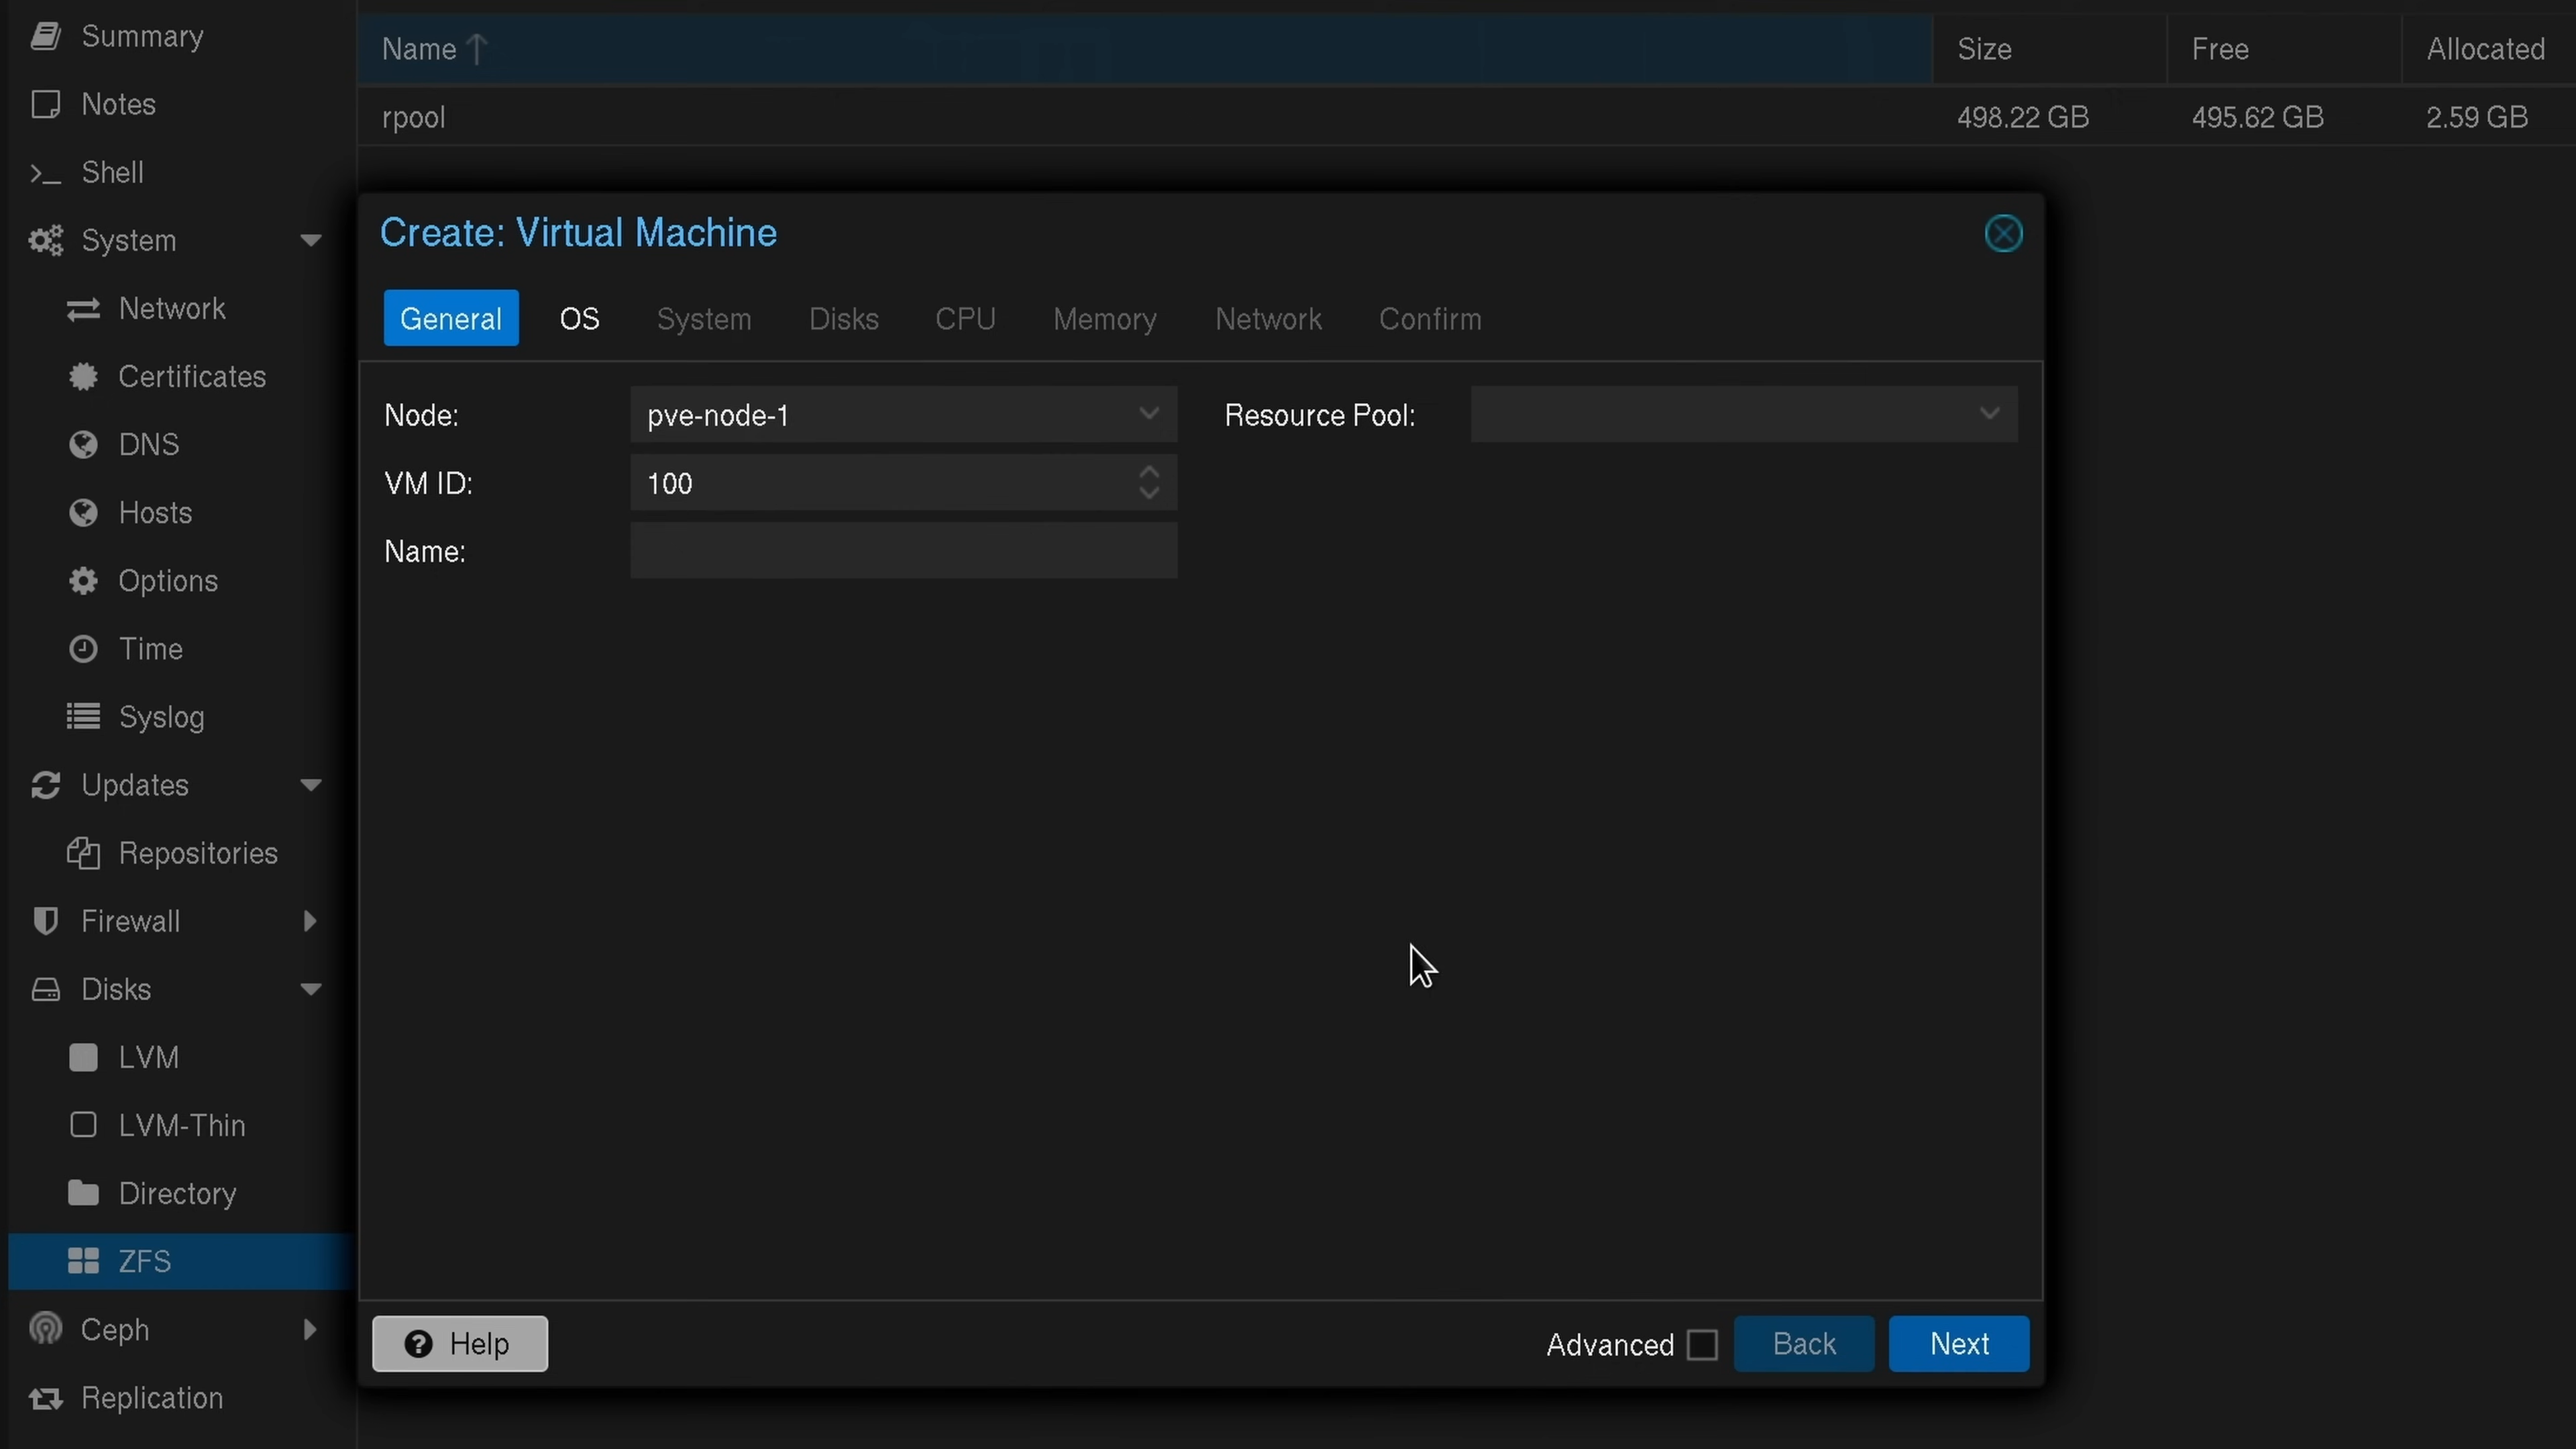 Summary
Notes
Shell
System
Network
Certificates
DNS
Hosts
Options
Time
Syslog
Updates
Repositories
Firewall
Disks
LVM
LVM-Thin
Directory
ZFS
Ceph
Replication
Name Size Free Allocated
rpool 498.22 GB 495.62 GB 2.59 GB
Create: Virtual Machine
General OS System Disks CPU Memory Network Confirm
Node: pve-node-1 Resource Pool:
VM ID: 100
Name:
Help Advanced Back Next